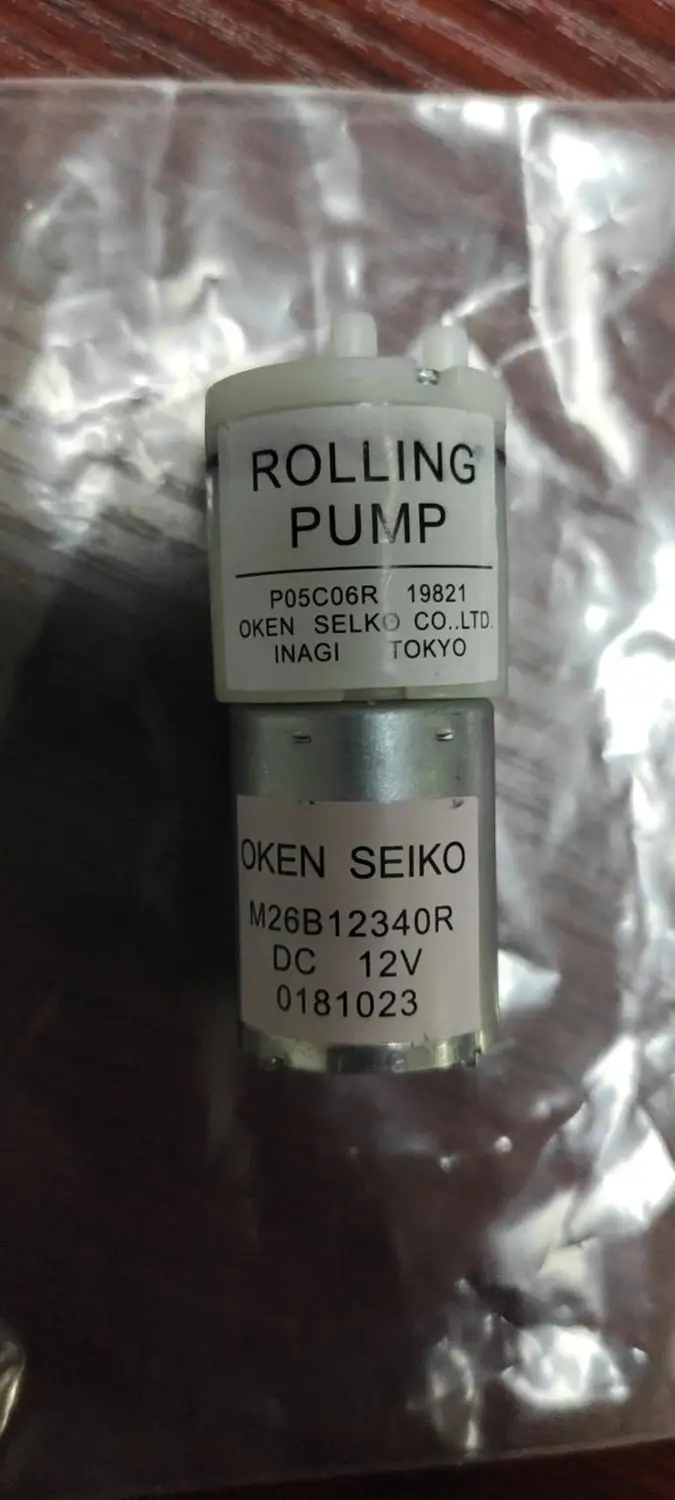 ROLLING
PUMP
P05C06R 19821
OKEN SELKO CO..LTD.
INAGI TOKYO
OKEN SEIKO
M26B12340R
DC 12V
0181023